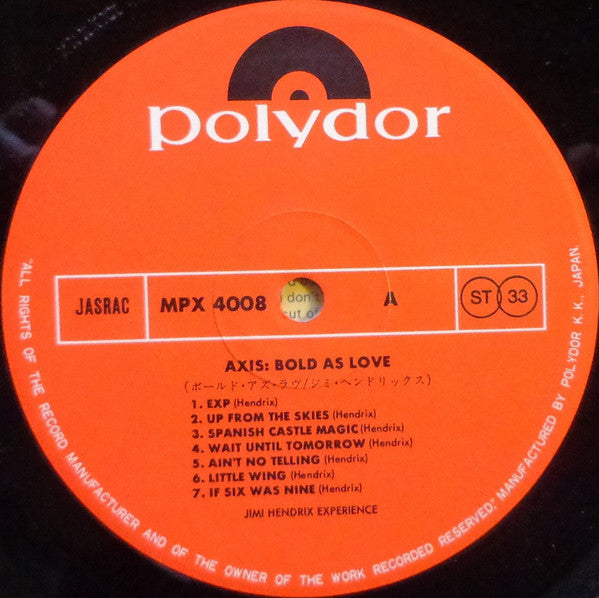 polydor
JASRAC
MPX 4008
don't
A
ST 33
AXIS: BOLD AS LOVE
(ボールド・アズ・ラヴ/ジミ・ヘンドリックス)
1. EXP (Hendrix)
2. UP FROM THE SKIES (Hendrix)
3. SPANISH CASTLE MAGIC (Hendrix)
4. WAIT UNTIL TOMORROW (Hendrix)
5. AIN'T NO TELLING (Hendrix)
6. LITTLE WING (Hendrix)
7. IF SIX WAS NINE (Hendrix)
JIMI HENDRIX EXPERIENCE
"ALL RIGHTS OF THE RECORD MANUFACTURER AND OF THE OWNER OF THE WORK RECORDED RESERVED." MANUFACTURED BY POLYDOR K. K., JAPAN.